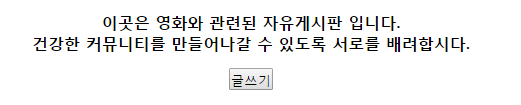 이곳은 영화와 관련된 자유게시판 입니다.
건강한 커뮤니티를 만들어나갈 수 있도록 서로를 배려합시다.
글쓰기